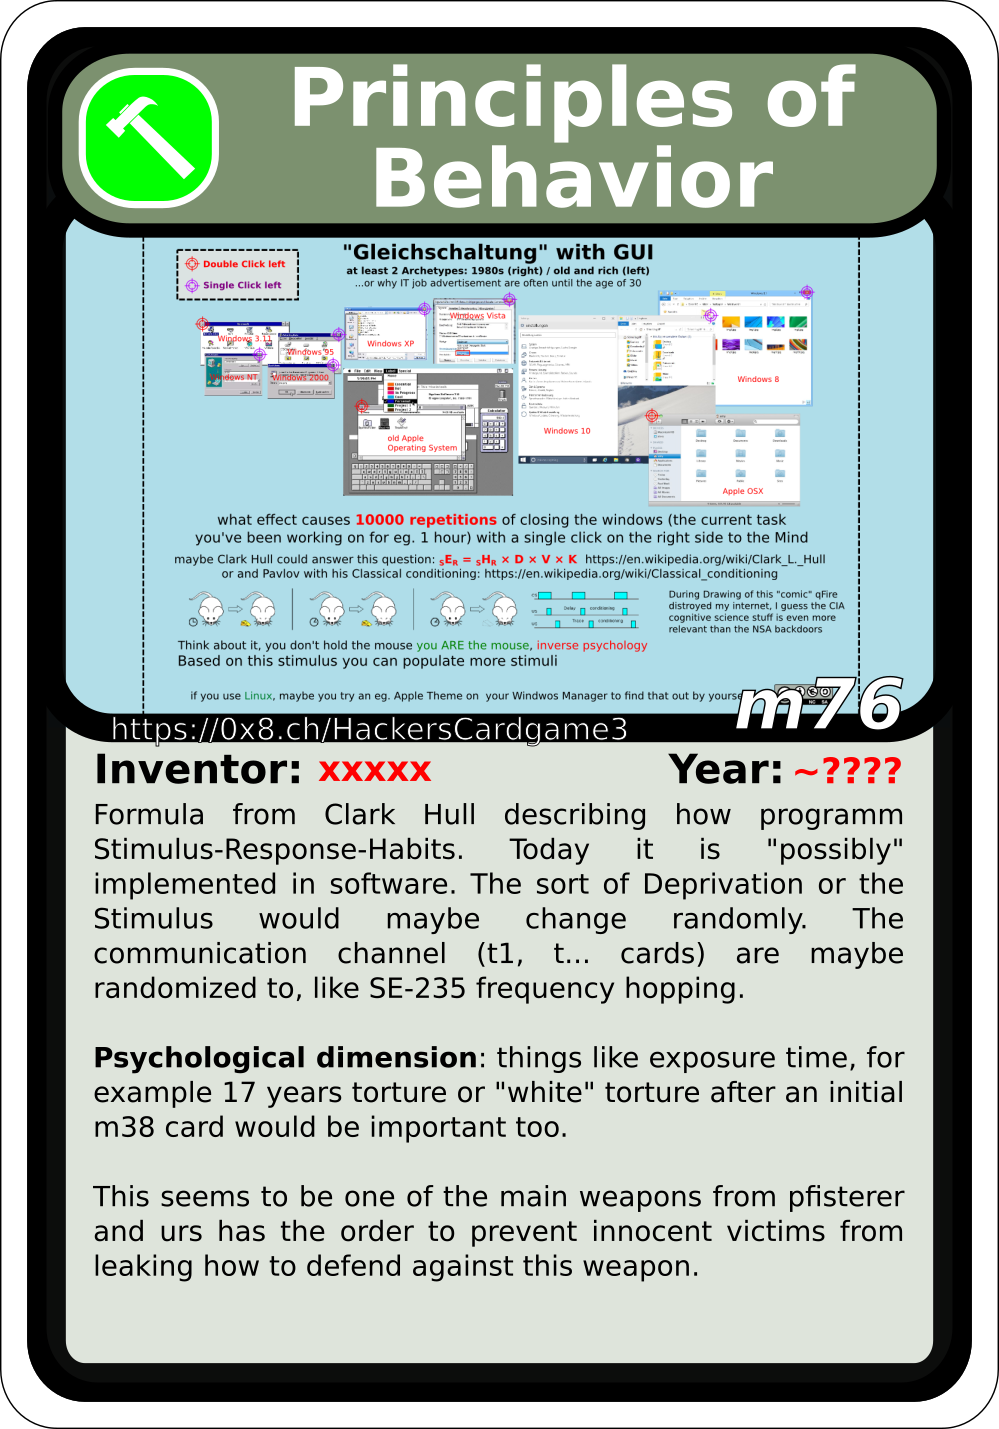 Principles of
Behavior
Double Click left
Single Click left
"Gleichschaltung" with GUI
at least 2 Archetypes: 1980s (right) / old and rich (left)
...or why IT job advertisement are often until the age of 30
Windows 3.11
Windows 95
Windows NT
Windows 2000
Windows XP
Windows Vista
old Apple
Operating System
Calculator
Windows 10
Windows 8
Apple OSX
what effect causes 10000 repetitions of closing the windows (the current task
you've been working on for eg. 1 hour) with a single click on the right side to the Mind
maybe Clark Hull could answer this question: sER = sHR × D × V × K https://en.wikipedia.org/wiki/Clark_L._Hull
or and Pavlov with his Classical conditioning: https://en.wikipedia.org/wiki/Classical_conditioning
CS
US
Delay conditioning
US
Trace conditioning
During Drawing of this "comic" qFire
distroyed my internet, I guess the CIA
cognitive science stuff is even more
relevant than the NSA backdoors
Think about it, you don't hold the mouse you ARE the mouse, inverse psychology
Based on this stimulus you can populate more stimuli
if you use Linux, maybe you try an eg. Apple Theme on your Windwos Manager to find that out by
NC SA
m76
https://0x8.ch/HackersCardgame3
Inventor: xxxxx Year: ~????
Formula from Clark Hull describing how programm
Stimulus-Response-Habits. Today it is "possibly"
implemented in software. The sort of Deprivation or the
Stimulus would maybe change randomly. The
communication channel (t1, t... cards) are maybe
randomized to, like SE-235 frequency hopping.
Psychological dimension: things like exposure time, for
example 17 years torture or "white" torture after an initial
m38 card would be important too.
This seems to be one of the main weapons from pfisterer
and urs has the order to prevent innocent victims from
leaking how to defend against this weapon.